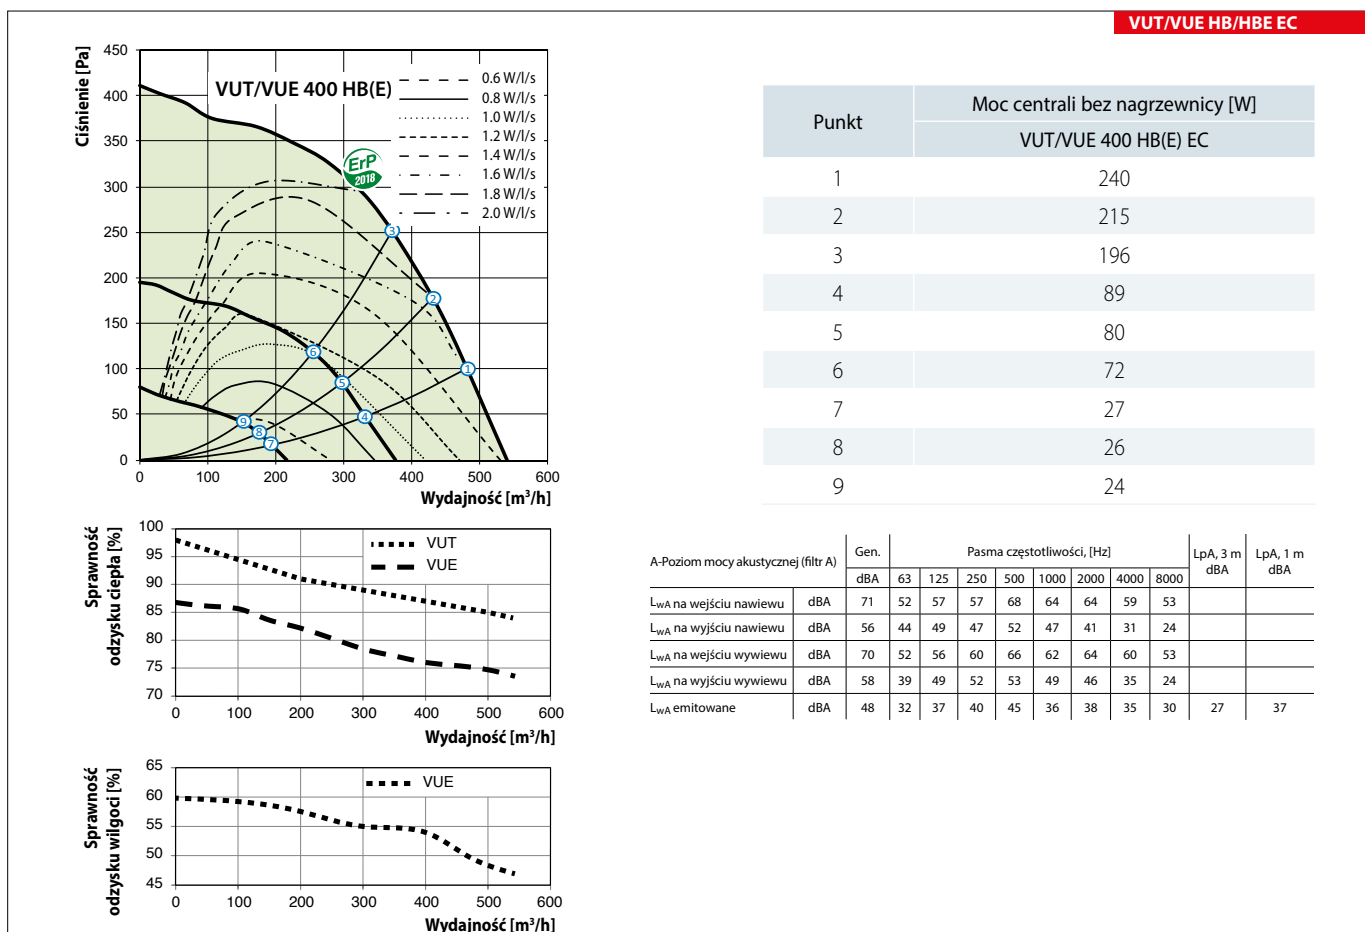 VUT/VUE HB/HBE EC
Ciśnienie [Pa]
450
400
350
300
250
200
150
100
50
0
VUT/VUE 400 HB(E)
0.6 W/l/s
0.8 W/l/s
1.0 W/l/s
1.2 W/l/s
1.4 W/l/s
1.6 W/l/s
1.8 W/l/s
2.0 W/l/s
ErP
2018
3
2
1
6
5
4
9
8
7
0 100 200 300 400 500 600
Wydajność [m³/h]
Punkt
Moc centrali bez nagrzewnicy [W]
VUT/VUE 400 HB(E) EC
1 240
2 215
3 196
4 89
5 80
6 72
7 27
8 26
9 24
Sprawność
odzysku ciepła [%]
100
95
90
85
80
75
70
VUT
VUE
0 100 200 300 400 500 600
Wydajność [m³/h]
A-Poziom mocy akustycznej (filtr A) Gen. Pasma częstotliwości, [Hz] LpA, 3 m LpA, 1 m
dBA 63 125 250 500 1000 2000 4000 8000 dBA dBA
LwA na wejściu nawiewu dBA 71 52 57 57 68 64 64 59 53
LwA na wyjściu nawiewu dBA 56 44 49 47 52 47 41 31 24
LwA na wejściu wywiewu dBA 70 52 56 60 66 62 64 60 53
LwA na wyjściu wywiewu dBA 58 39 49 52 53 49 46 35 24
LwA emitowane dBA 48 32 37 40 45 36 38 35 30 27 37
Sprawność
odzysku wilgoci [%]
65
60
55
50
45
VUE
0 100 200 300 400 500 600
Wydajność [m³/h]